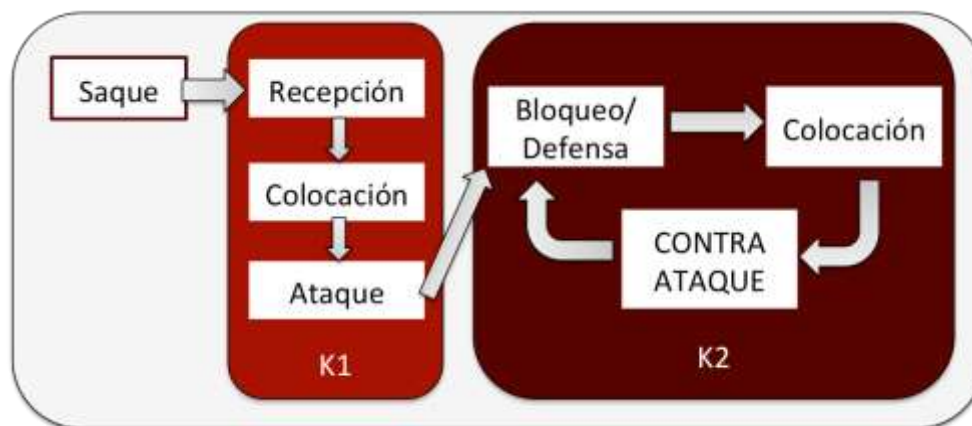 Saque
Recepción
Colocación
Ataque
K1
Bloqueo/
Defensa
Colocación
CONTRA
ATAQUE
K2